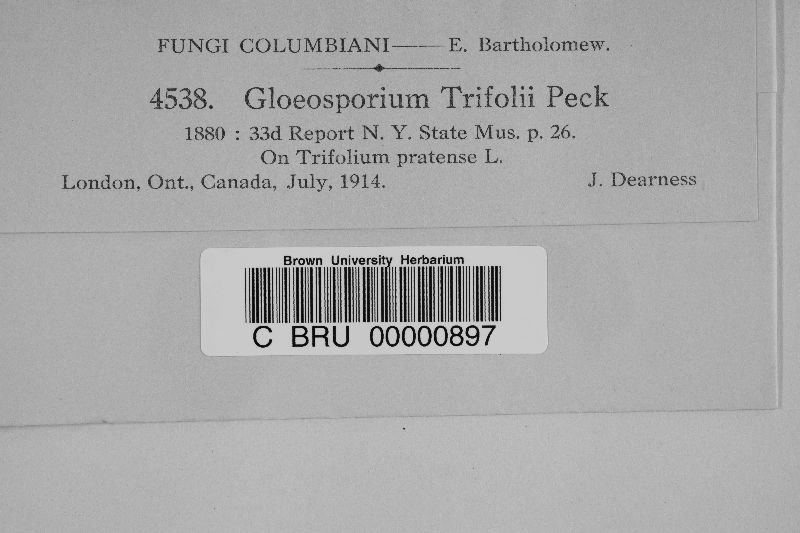 FUNGI COLUMBIANI—— E. Bartholomew.
4538. Gloeosporium Trifolii Peck
1880 : 33d Report N. Y. State Mus. p. 26.
On Trifolium pratense L.
London, Ont., Canada, July, 1914. J. Dearness
Brown University Herbarium
C BRU 00000897